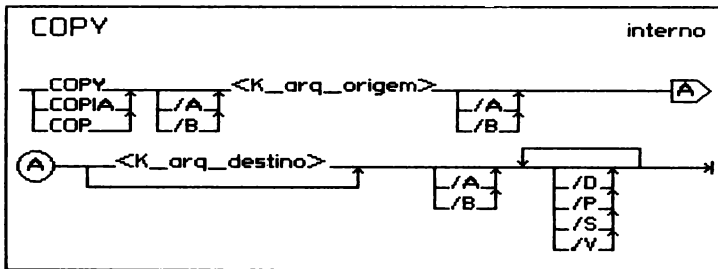 COPY interno
COPY <K_arq_origem>
COPIA /A /A A
COP /B /B
A <K_arq_destino>
/A /D
/B /P
/S
/V